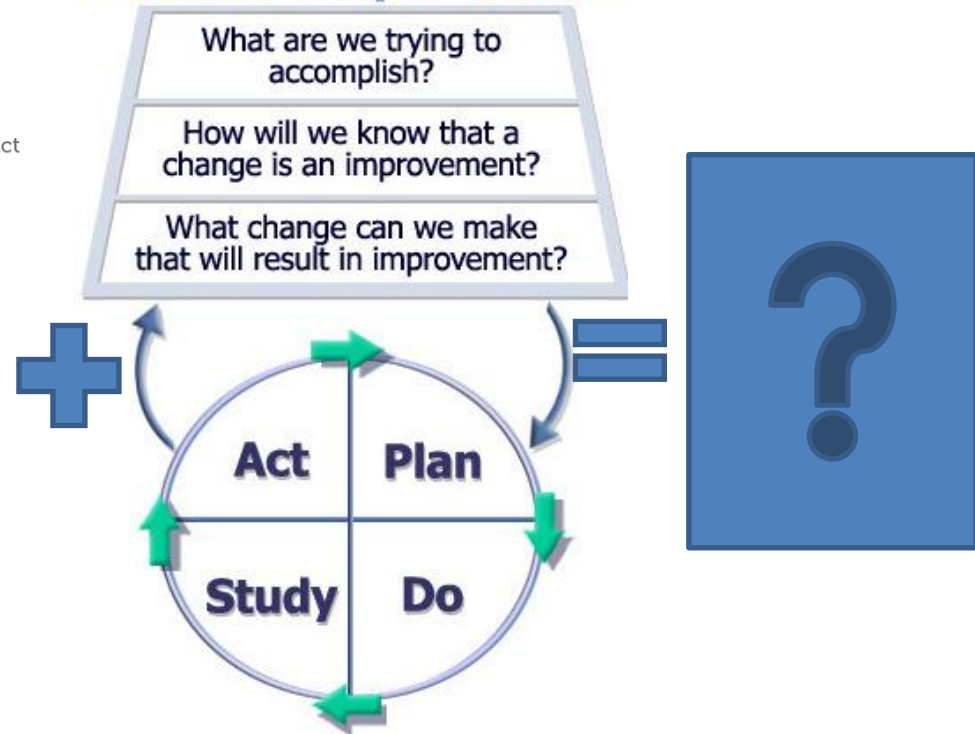 What are we trying to
accomplish?
How will we know that a
change is an improvement?
What change can we make
that will result in improvement?
Act Plan
Study Do
?